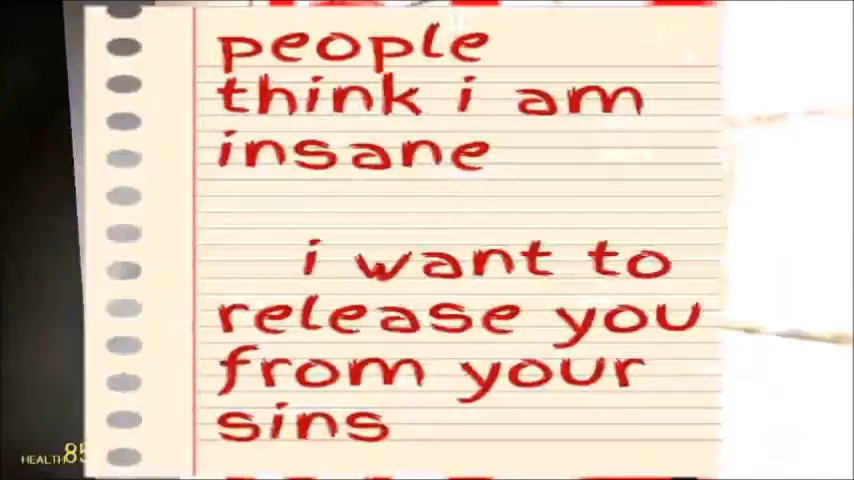 people
think i am
insane
i want to
release you
from your
sins
HEALTH 85